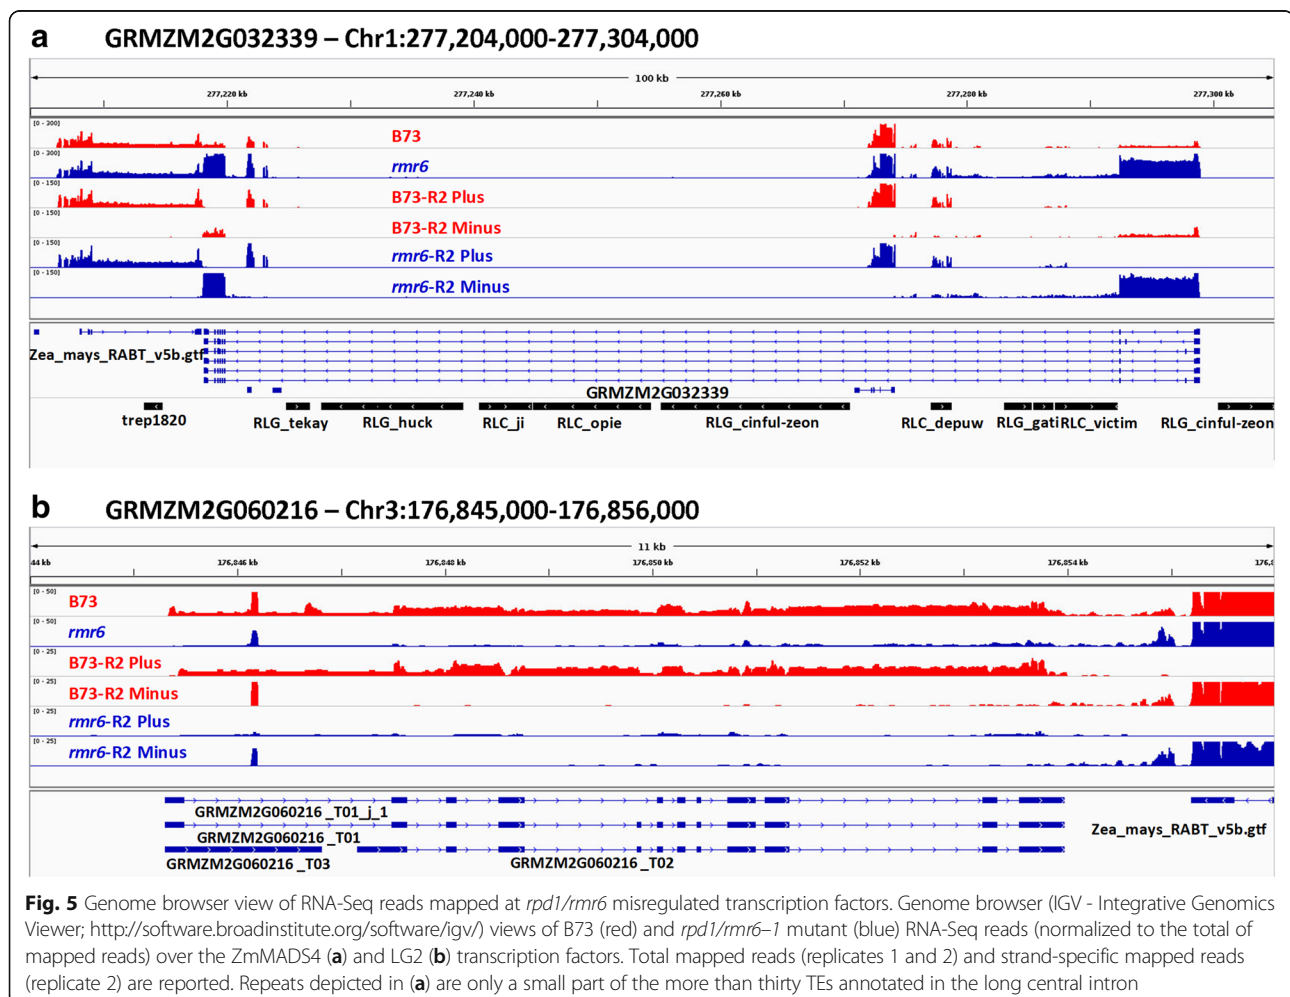 a GRMZM2G032339 – Chr1:277,204,000-277,304,000
100 kb
277,220 kb 277,240 kb 277,260 kb 277,280 kb 277,300 kb
[0 - 300] B73
[0 - 300] rmr6
[0 - 150] B73-R2 Plus
[0 - 150] B73-R2 Minus
[0 - 150] rmr6-R2 Plus
[0 - 150] rmr6-R2 Minus
Zea_mays_RABT_v5b.gtf
GRMZM2G032339
trep1820 RLG_tekay RLG_huck RLC_ji RLC_opie RLG_cinful-zeon RLC_depuw RLG_gati RLC_victim RLG_cinful-zeon
b GRMZM2G060216 – Chr3:176,845,000-176,856,000
11 kb
44 kb 176,846 kb 176,848 kb 176,850 kb 176,852 kb 176,854 kb 176,8
[0 - 50] B73
[0 - 50] rmr6
[0 - 25] B73-R2 Plus
[0 - 25] B73-R2 Minus
[0 - 25] rmr6-R2 Plus
[0 - 25] rmr6-R2 Minus
GRMZM2G060216_T01_j_1
GRMZM2G060216_T01
Zea_mays_RABT_v5b.gtf
GRMZM2G060216_T03 GRMZM2G060216_T02
Fig. 5 Genome browser view of RNA-Seq reads mapped at rpd1/rmr6 misregulated transcription factors. Genome browser (IGV - Integrative Genomics
Viewer; http://software.broadinstitute.org/software/igv/) views of B73 (red) and rpd1/rmr6–1 mutant (blue) RNA-Seq reads (normalized to the total of
mapped reads) over the ZmMADS4 (a) and LG2 (b) transcription factors. Total mapped reads (replicates 1 and 2) and strand-specific mapped reads
(replicate 2) are reported. Repeats depicted in (a) are only a small part of the more than thirty TEs annotated in the long central intron